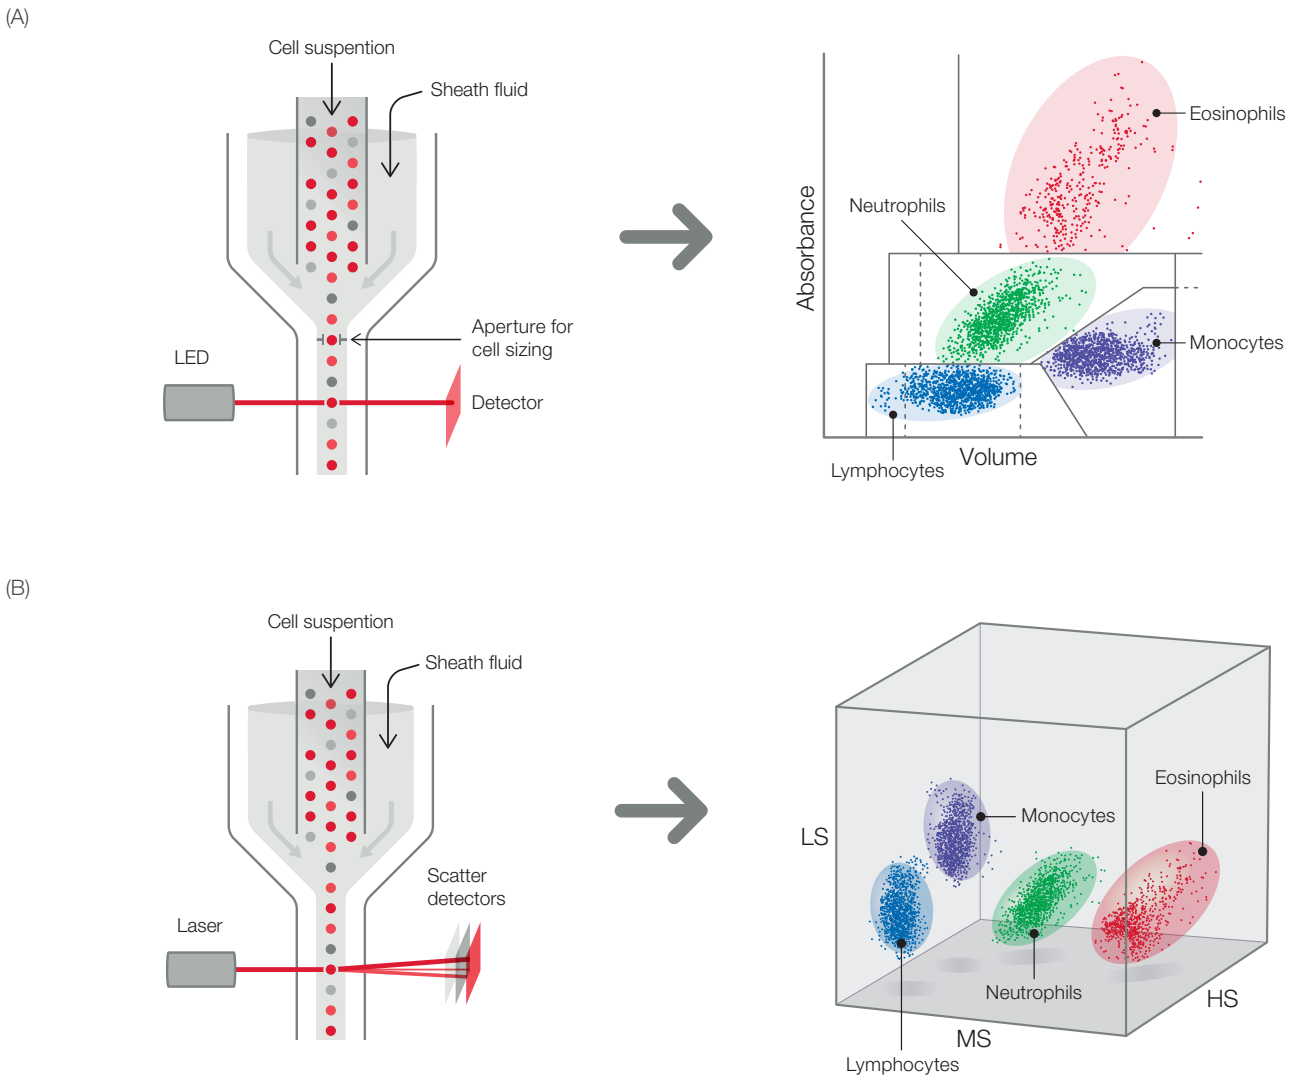 (A)
Cell suspention
Sheath fluid
Aperture for
cell sizing
LED
Detector
Absorbance
Neutrophils
Eosinophils
Monocytes
Lymphocytes
Volume
(B)
Cell suspention
Sheath fluid
Scatter
detectors
Laser
LS
Monocytes
Eosinophils
Neutrophils
HS
MS
Lymphocytes